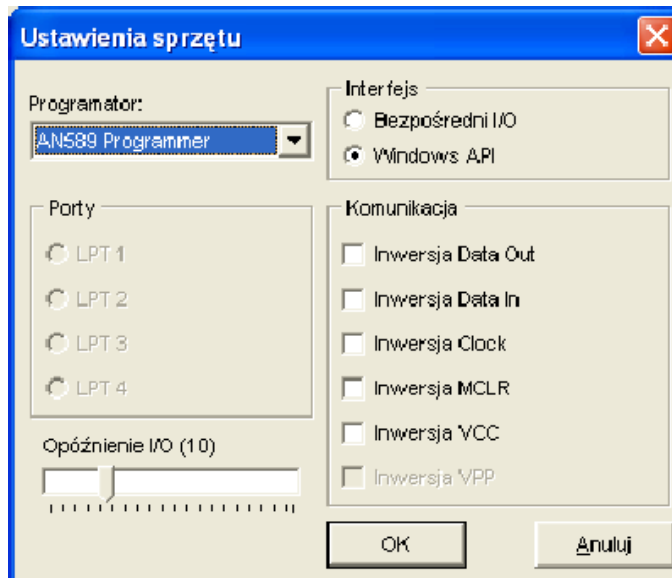 Ustawienia sprzętu
Programator:
AN589 Programmer
Interfejs
Bezpośredni I/O
Windows API
Porty
LPT 1
LPT 2
LPT 3
LPT 4
Komunikacja
Inwersja Data Out
Inwersja Data In
Inwersja Clock
Inwersja MCLR
Inwersja VCC
Inwersja VPP
Opóźnienie I/O (10)
OK
Anuluj